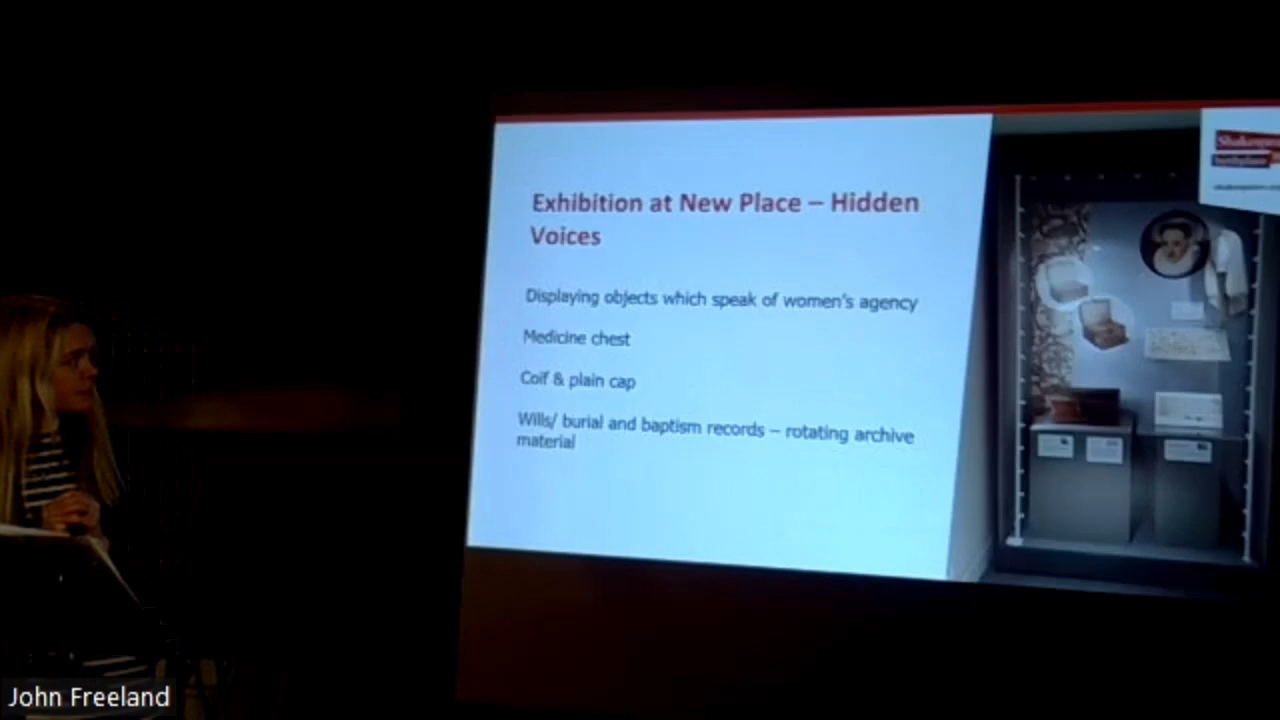 Exhibition at New Place – Hidden
Voices
Displaying objects which speak of women's agency
Medicine chest
Coif & plain cap
Wills/ burial and baptism records – rotating archive
material
John Freeland